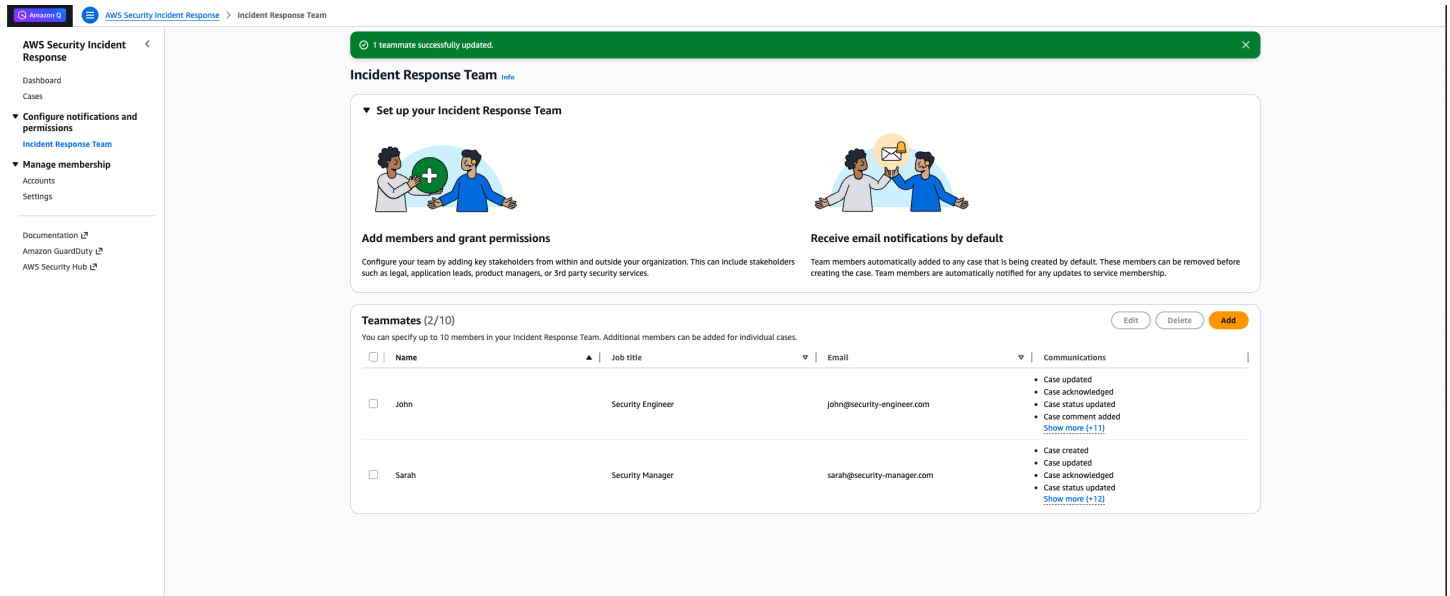 Amazon Q
AWS Security Incident Response > Incident Response Team
AWS Security Incident
Response
Dashboard
Cases
Configure notifications and
permissions
Incident Response Team
Manage membership
Accounts
Settings
Documentation
Amazon GuardDuty
AWS Security Hub
1 teammate successfully updated.
Incident Response Team Info
Set up your Incident Response Team
Add members and grant permissions
Configure your team by adding key stakeholders from within and outside your organization. This can include stakeholders
such as legal, application leads, product managers, or 3rd party security services.
Receive email notifications by default
Team members automatically added to any case that is being created by default. These members can be removed before
creating the case. Team members are automatically notified for any updates to service membership.
Teammates (2/10)
Edit Delete Add
You can specify up to 10 members in your Incident Response Team. Additional members can be added for individual cases.
Name Job title Email Communications
John Security Engineer john@security-engineer.com
Case updated
Case acknowledged
Case status updated
Case comment added
Show more (+11)
Sarah Security Manager sarah@security-manager.com
Case created
Case updated
Case acknowledged
Case status updated
Show more (+12)